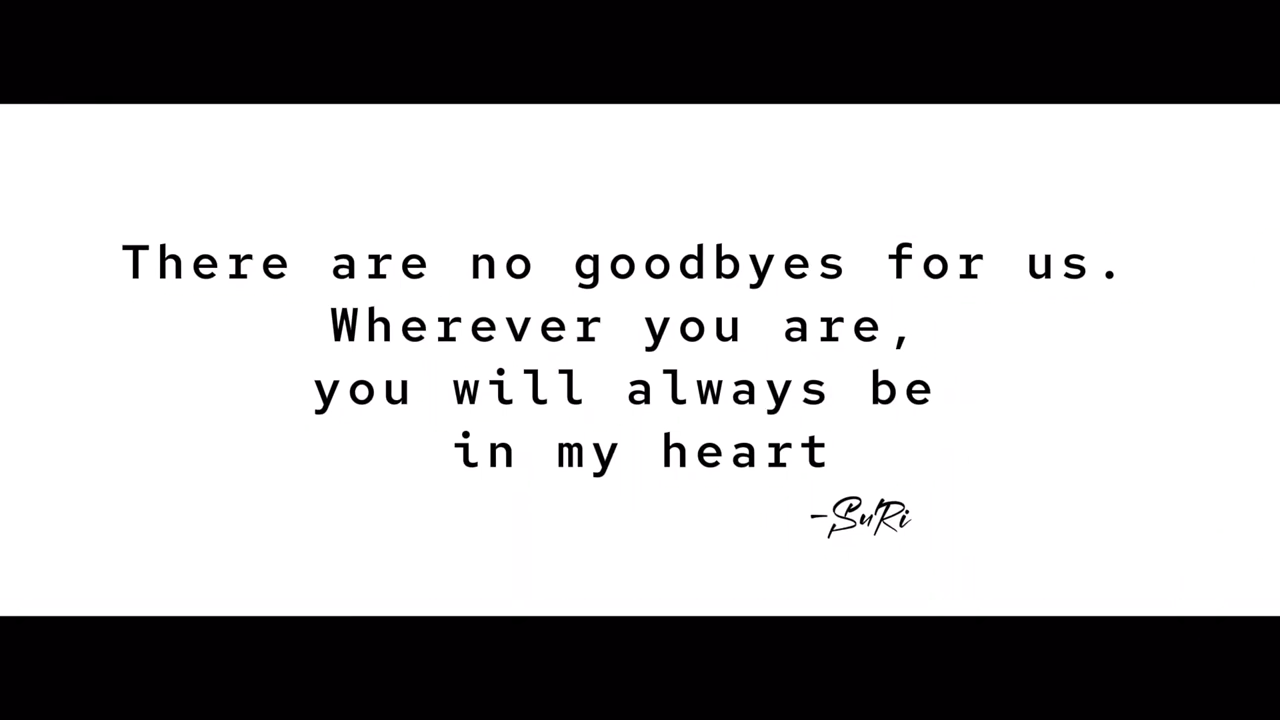 There are no goodbyes for us.
Wherever you are,
you will always be
in my heart
-SuRi